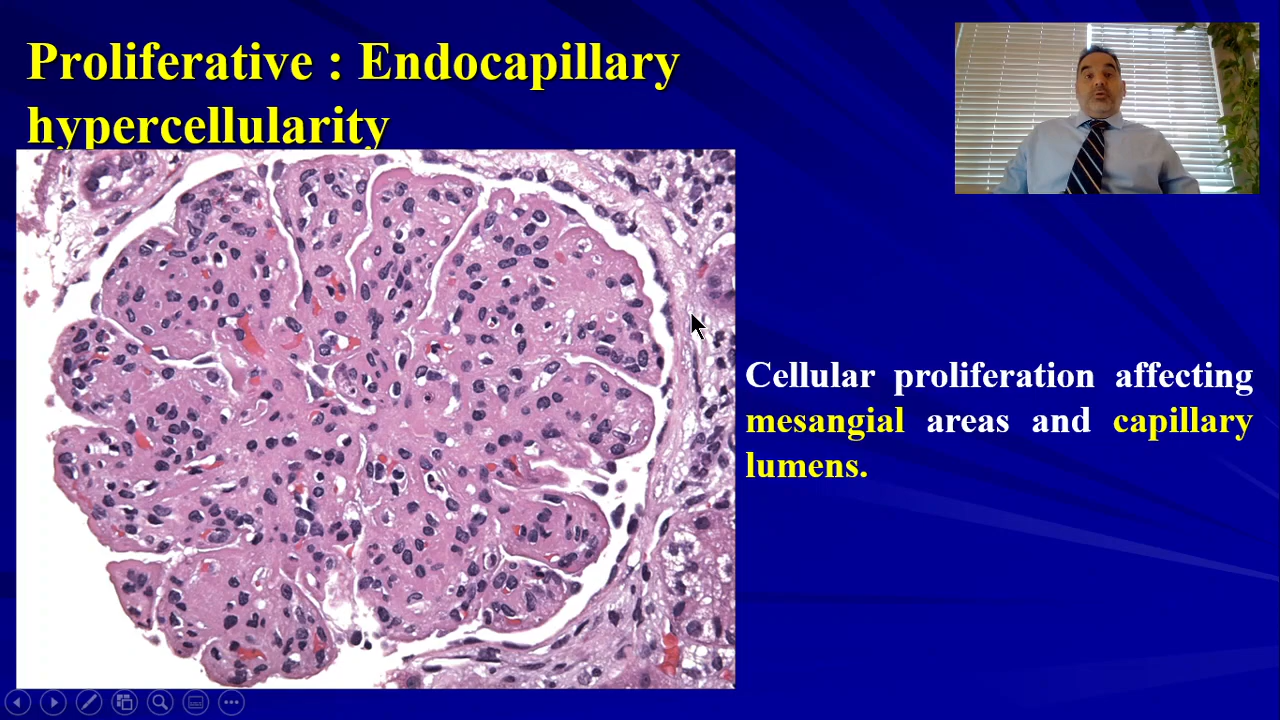 Proliferative : Endocapillary
hypercellularity
Cellular proliferation affecting
mesangial areas and capillary
lumens.